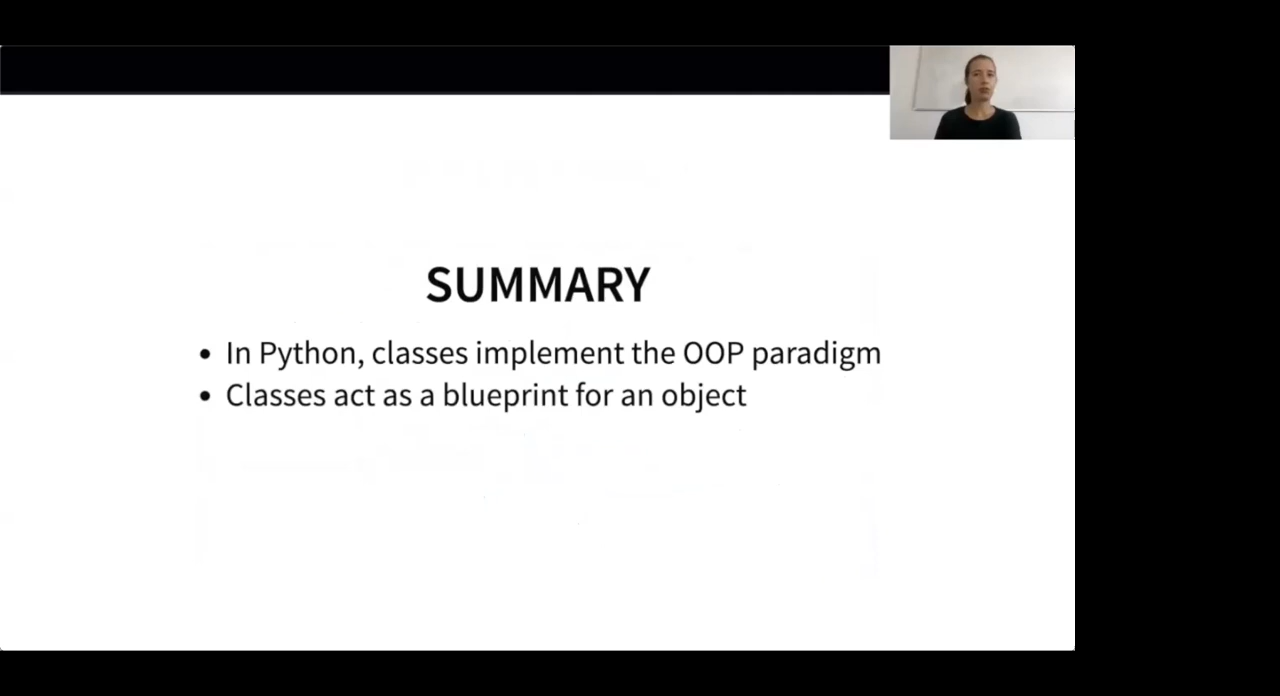 SUMMARY
• In Python, classes implement the OOP paradigm
• Classes act as a blueprint for an object